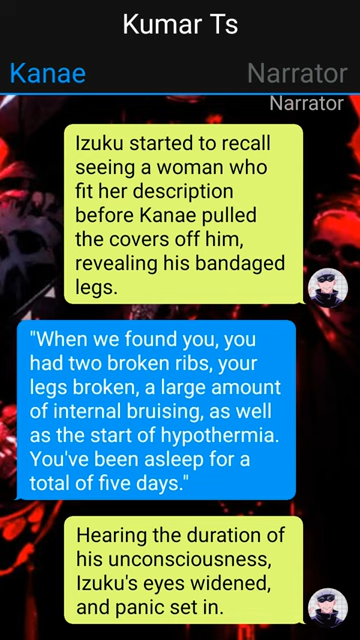 Kumar Ts
Kanae
Narrator
Narrator
Izuku started to recall
seeing a woman who
fit her description
before Kanae pulled
the covers off him,
revealing his bandaged
legs.
"When we found you, you
had two broken ribs, your
legs broken, a large amount
of internal bruising, as well
as the start of hypothermia.
You've been asleep for a
total of five days."
Hearing the duration of
his unconsciousness,
Izuku's eyes widened,
and panic set in.